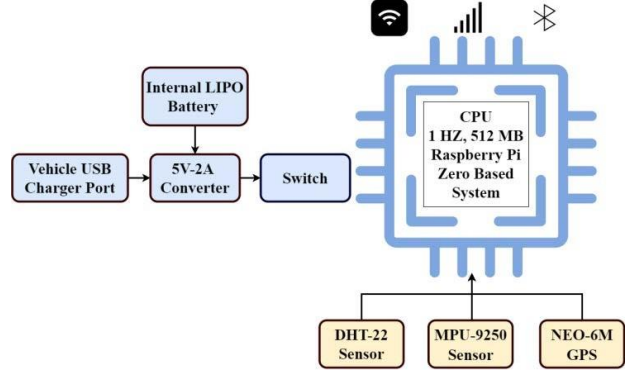 Internal LIPO
Battery
Vehicle USB
Charger Port
5V-2A
Converter
Switch
CPU
1 HZ, 512 MB
Raspberry Pi
Zero Based
System
DHT-22
Sensor
MPU-9250
Sensor
NEO-6M
GPS